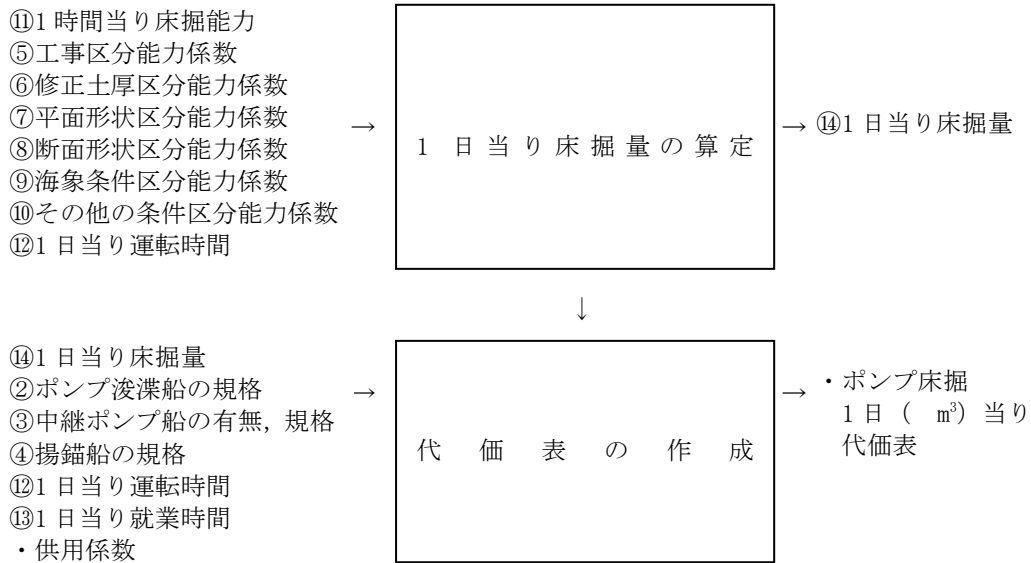 ⑪1 時間当り床掘能力
⑤工事区分能力係数
⑥修正土厚区分能力係数
⑦平面形状区分能力係数
⑧断面形状区分能力係数
⑨海象条件区分能力係数
⑩その他の条件区分能力係数
⑫1 日当り運転時間
→
1 日当り床掘量の算定
→ ⑭1 日当り床掘量
↓
⑭1 日当り床掘量
②ポンプ浚渫船の規格
③中継ポンプ船の有無，規格
④揚錨船の規格
⑫1 日当り運転時間
⑬1 日当り就業時間
・供用係数
→
代価表の作成
→ ・ポンプ床掘
1日（ m³）当り
代価表